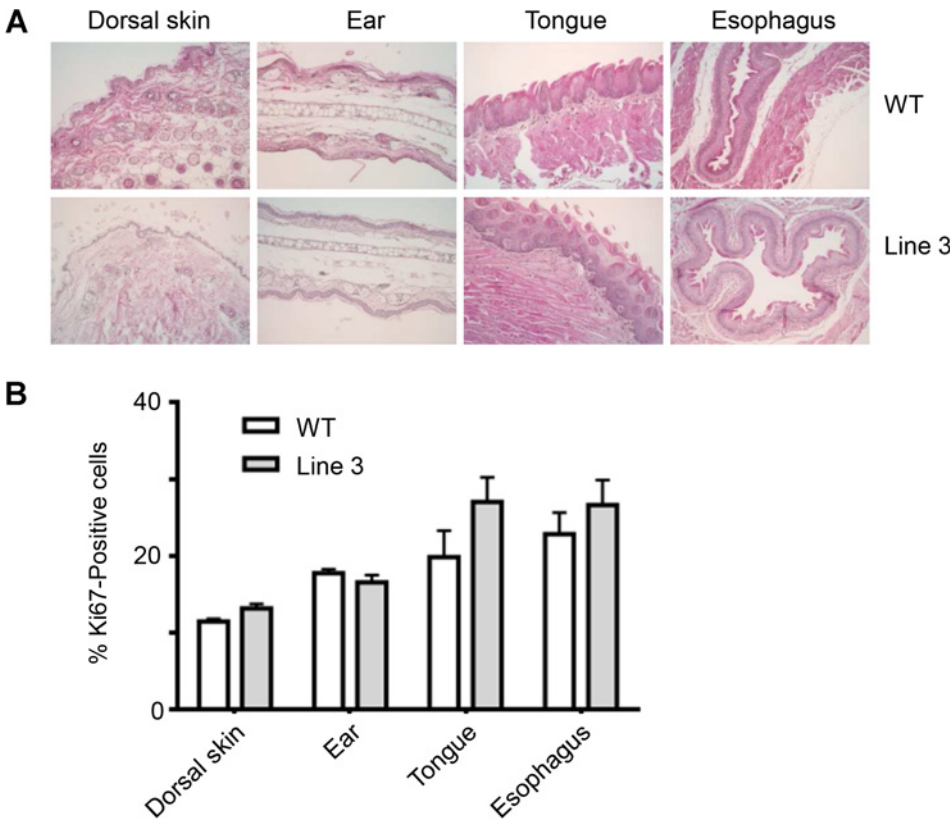 A
Dorsal skin Ear Tongue Esophagus
WT
Line 3
B
% Ki67-Positive cells
40
20
0
WT
Line 3
Dorsal skin Ear Tongue Esophagus